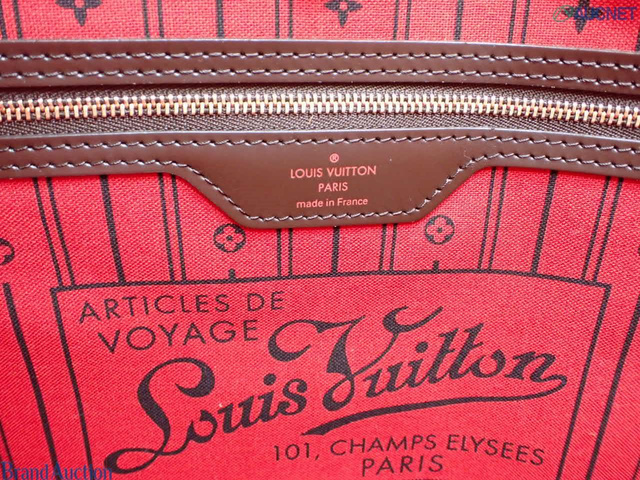 ®
LOUIS VUITTON
PARIS
made in France
ARTICLES DE
VOYAGE
Louis Vuitton
101, CHAMPS ELYSEES
PARIS
Brand Auction